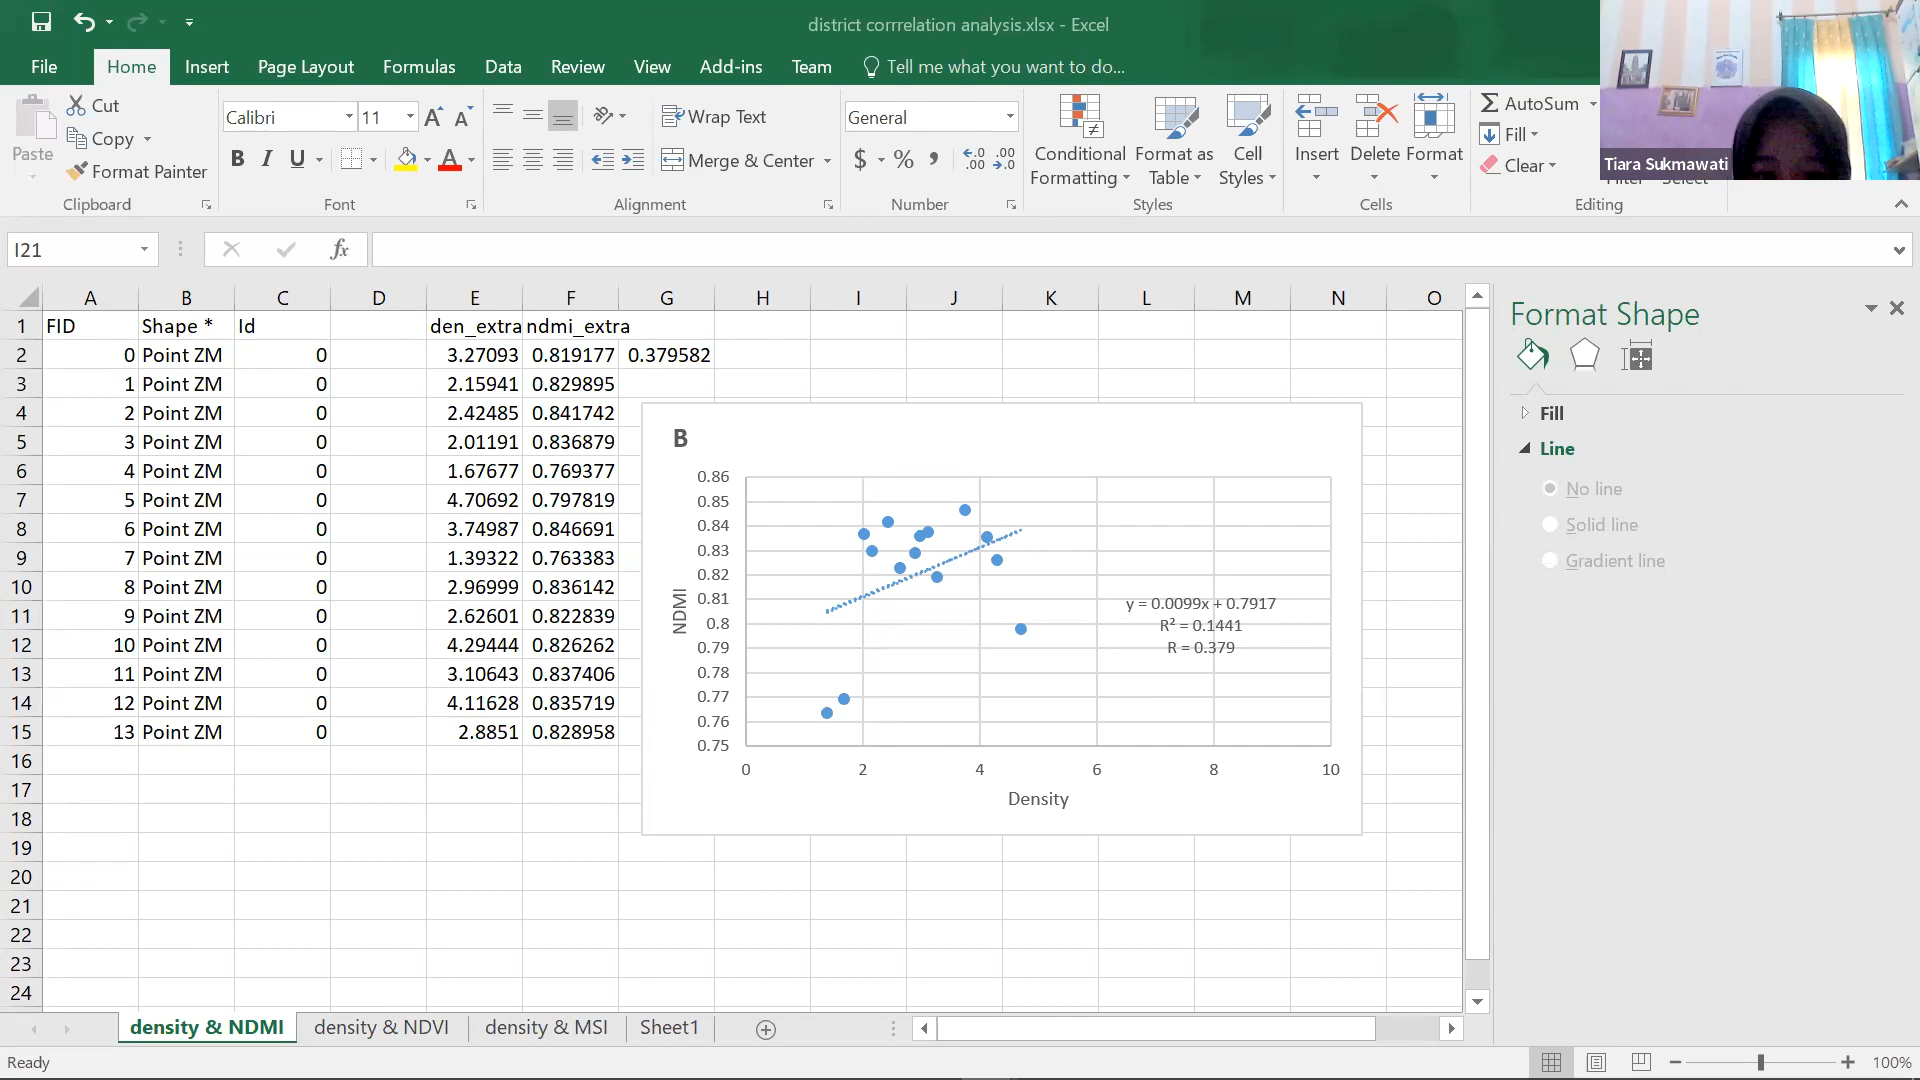 district corrrelation analysis.xlsx - Excel
File Home Insert Page Layout Formulas Data Review View Add-ins Team Tell me what you want to do...
Cut
Copy
Format Painter
Paste
Clipboard
Calibri 11
B I U
Font
Wrap Text
Merge & Center
Alignment
General
$ % , .0 .00 .00 .0
Number
Conditional Formatting
Format as Table
Cell Styles
Styles
Insert Delete Format
Cells
AutoSum
Fill
Clear
Editing
Tiara Sukmawati
I21 fx
A B C D E F G H I J K L M N O
1 FID Shape * Id den_extra ndmi_extra
2 0 Point ZM 0 3.27093 0.819177 0.379582
3 1 Point ZM 0 2.15941 0.829895
4 2 Point ZM 0 2.42485 0.841742
5 3 Point ZM 0 2.01191 0.836879
6 4 Point ZM 0 1.67677 0.769377
7 5 Point ZM 0 4.70692 0.797819
8 6 Point ZM 0 3.74987 0.846691
9 7 Point ZM 0 1.39322 0.763383
10 8 Point ZM 0 2.96999 0.836142
11 9 Point ZM 0 2.62601 0.822839
12 10 Point ZM 0 4.29444 0.826262
13 11 Point ZM 0 3.10643 0.837406
14 12 Point ZM 0 4.11628 0.835719
15 13 Point ZM 0 2.8851 0.828958
16
17
18
19
20
21
22
23
24
B
0.86
0.85
0.84
0.83
0.82
0.81
0.8
0.79
0.78
0.77
0.76
0.75
NDMI
y = 0.0099x + 0.7917
R² = 0.1441
R = 0.379
0 2 4 6 8 10
Density
Format Shape
Fill
Line
No line
Solid line
Gradient line
density & NDMI density & NDVI density & MSI Sheet1
Ready 100%